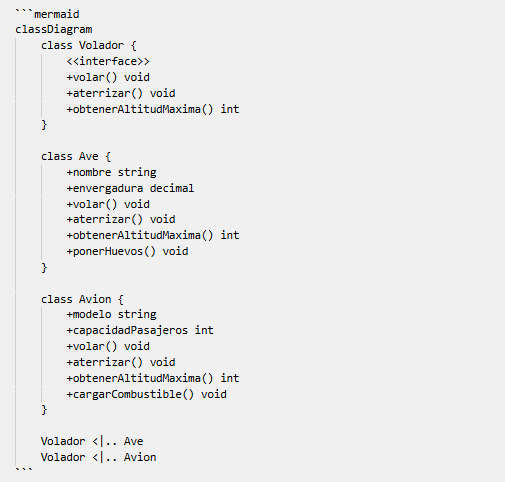 ```mermaid
classDiagram
    class Volador {
        <<interface>>
        +volar() void
        +aterrizar() void
        +obtenerAltitudMaxima() int
    }

    class Ave {
        +nombre string
        +envergadura decimal
        +volar() void
        +aterrizar() void
        +obtenerAltitudMaxima() int
        +ponerHuevos() void
    }

    class Avion {
        +modelo string
        +capacidadPasajeros int
        +volar() void
        +aterrizar() void
        +obtenerAltitudMaxima() int
        +cargarCombustible() void
    }

    Volador <|.. Ave
    Volador <|.. Avion
```